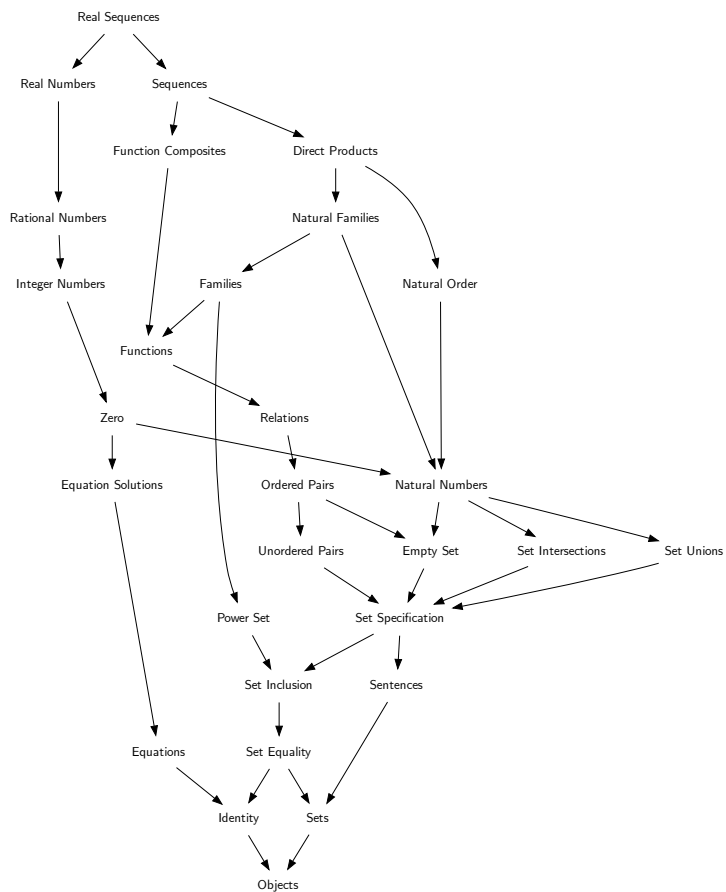 Real Sequences
Real Numbers
Sequences
Function Composites
Direct Products
Rational Numbers
Natural Families
Integer Numbers
Families
Natural Order
Functions
Zero
Relations
Equation Solutions
Ordered Pairs
Natural Numbers
Unordered Pairs
Empty Set
Set Intersections
Set Unions
Power Set
Set Specification
Set Inclusion
Sentences
Equations
Set Equality
Identity
Sets
Objects